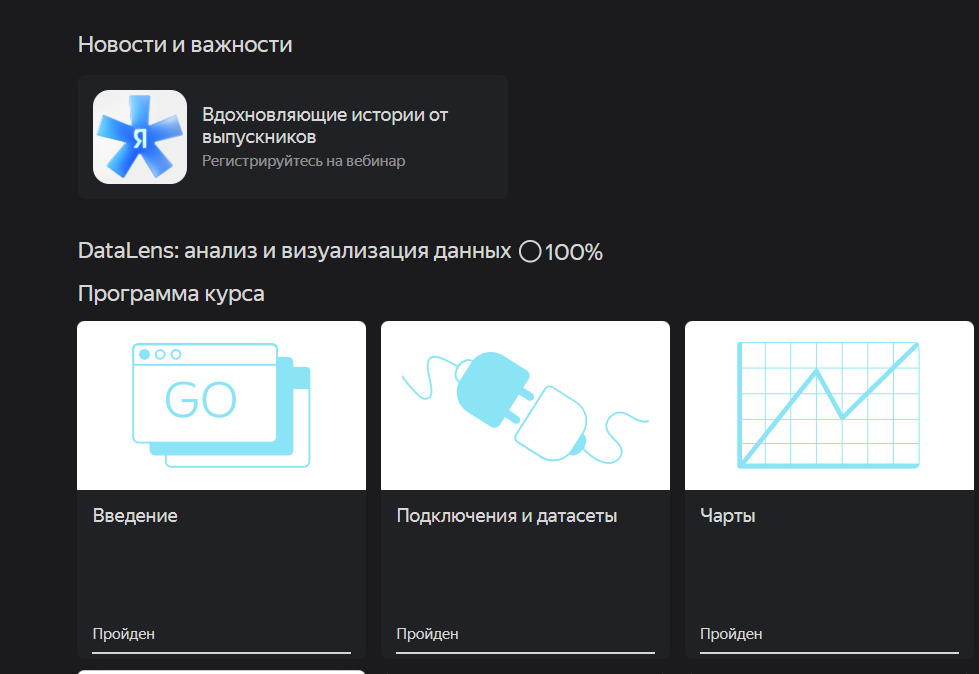 Новости и важности
Я
Вдохновляющие истории от
выпускников
Регистрируйтесь на вебинар
DataLens: анализ и визуализация данных 100%
Программа курса
GO
Введение
Пройден
Подключения и датасеты
Пройден
Чарты
Пройден